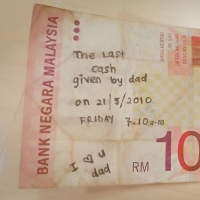 BANK NEGARA MALAYSIA
The Last
cash
given by dad
on 21/5/2010
FRIDAY 7.10 a.m
I ♡ u
dad
RM 10